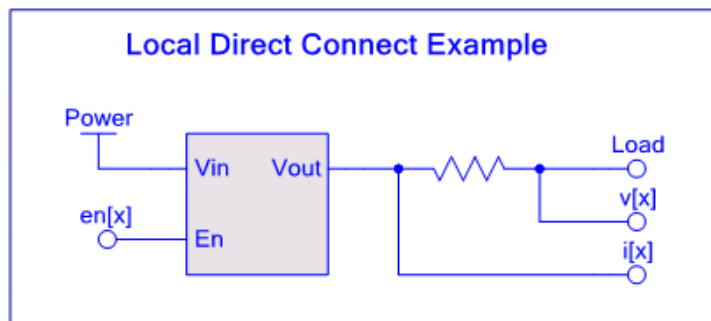 Local Direct Connect Example
Power
Load
Vin
Vout
v[x]
en[x]
En
i[x]